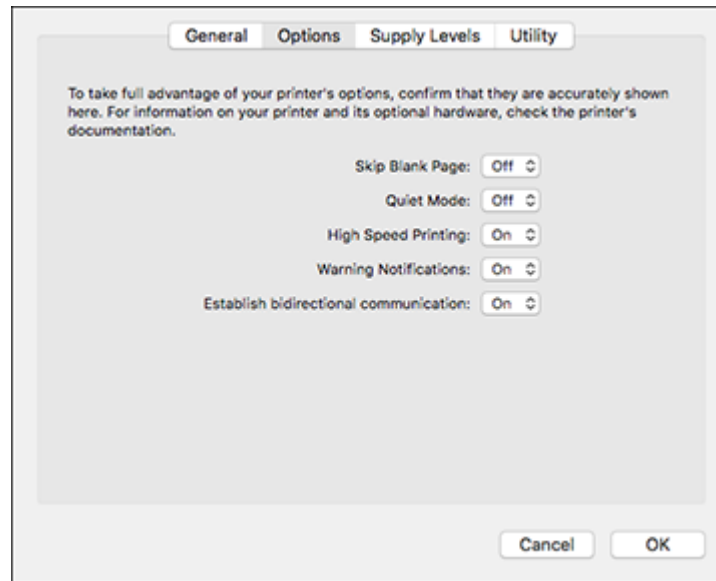 General Options Supply Levels Utility
To take full advantage of your printer's options, confirm that they are accurately shown
here. For information on your printer and its optional hardware, check the printer's
documentation.
Skip Blank Page: Off
Quiet Mode: Off
High Speed Printing: On
Warning Notifications: On
Establish bidirectional communication: On
Cancel OK